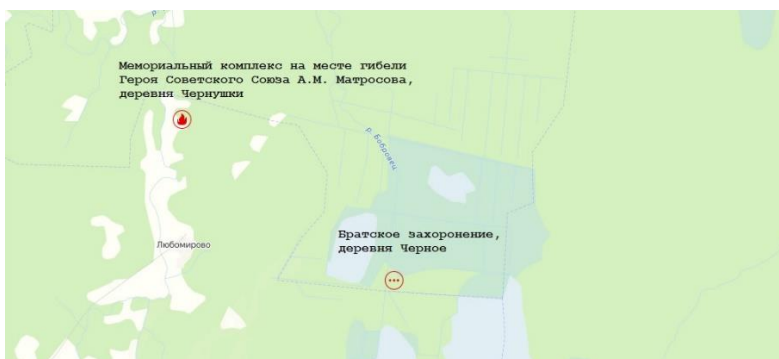 Мемориальный комплекс на месте гибели
Героя Советского Союза А.М. Матросова,
деревня Чернушки
р. Бобровец
Братское захоронение,
деревня Черное
Любомирово